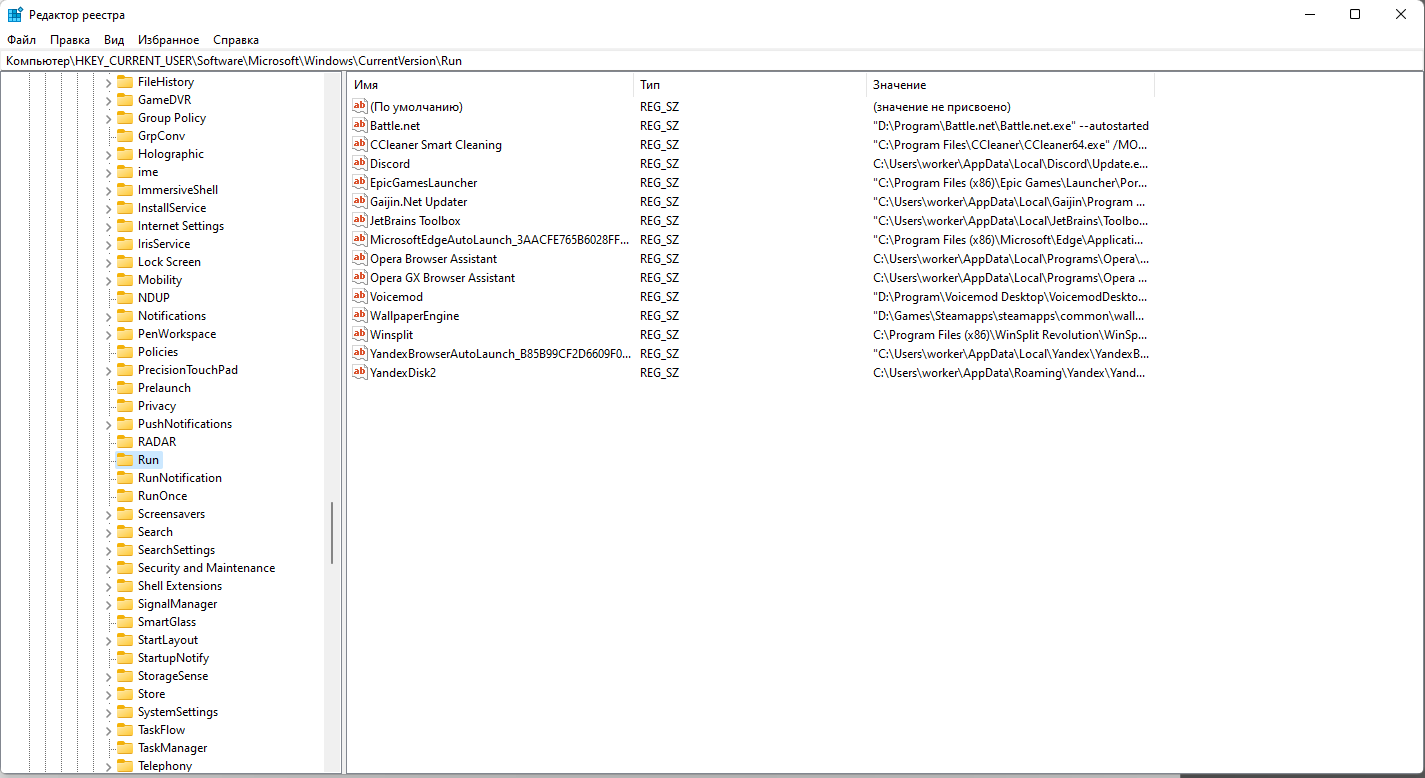 Редактор реестра
Файл Правка Вид Избранное Справка
Компьютер\HKEY_CURRENT_USER\Software\Microsoft\Windows\CurrentVersion\Run
FileHistory
GameDVR
Group Policy
GrpConv
Holographic
ime
ImmersiveShell
InstallService
Internet Settings
IrisService
Lock Screen
Mobility
NDUP
Notifications
PenWorkspace
Policies
PrecisionTouchPad
Prelaunch
Privacy
PushNotifications
RADAR
Run
RunNotification
RunOnce
Screensavers
Search
SearchSettings
Security and Maintenance
Shell Extensions
SignalManager
SmartGlass
StartLayout
StartupNotify
StorageSense
Store
SystemSettings
TaskFlow
TaskManager
Telephony
Имя Тип Значение
(По умолчанию) REG_SZ (значение не присвоено)
Battle.net REG_SZ "D:\Program\Battle.net\Battle.net.exe" --autostarted
CCleaner Smart Cleaning REG_SZ "C:\Program Files\CCleaner\CCleaner64.exe" /MO...
Discord REG_SZ C:\Users\worker\AppData\Local\Discord\Update.e...
EpicGamesLauncher REG_SZ "C:\Program Files (x86)\Epic Games\Launcher\Por...
Gaijin.Net Updater REG_SZ "C:\Users\worker\AppData\Local\Gaijin\Program ...
JetBrains Toolbox REG_SZ "C:\Users\worker\AppData\Local\JetBrains\Toolbo...
MicrosoftEdgeAutoLaunch_3AACFE765B6028FF... REG_SZ "C:\Program Files (x86)\Microsoft\Edge\Applicati...
Opera Browser Assistant REG_SZ C:\Users\worker\AppData\Local\Programs\Opera\...
Opera GX Browser Assistant REG_SZ C:\Users\worker\AppData\Local\Programs\Opera ...
Voicemod REG_SZ "D:\Program\Voicemod Desktop\VoicemodDeskto...
WallpaperEngine REG_SZ "D:\Games\Steamapps\steamapps\common\wall...
Winsplit REG_SZ C:\Program Files (x86)\WinSplit Revolution\WinSp...
YandexBrowserAutoLaunch_B85B99CF2D6609F0... REG_SZ "C:\Users\worker\AppData\Local\Yandex\YandexB...
YandexDisk2 REG_SZ C:\Users\worker\AppData\Roaming\Yandex\Yand...